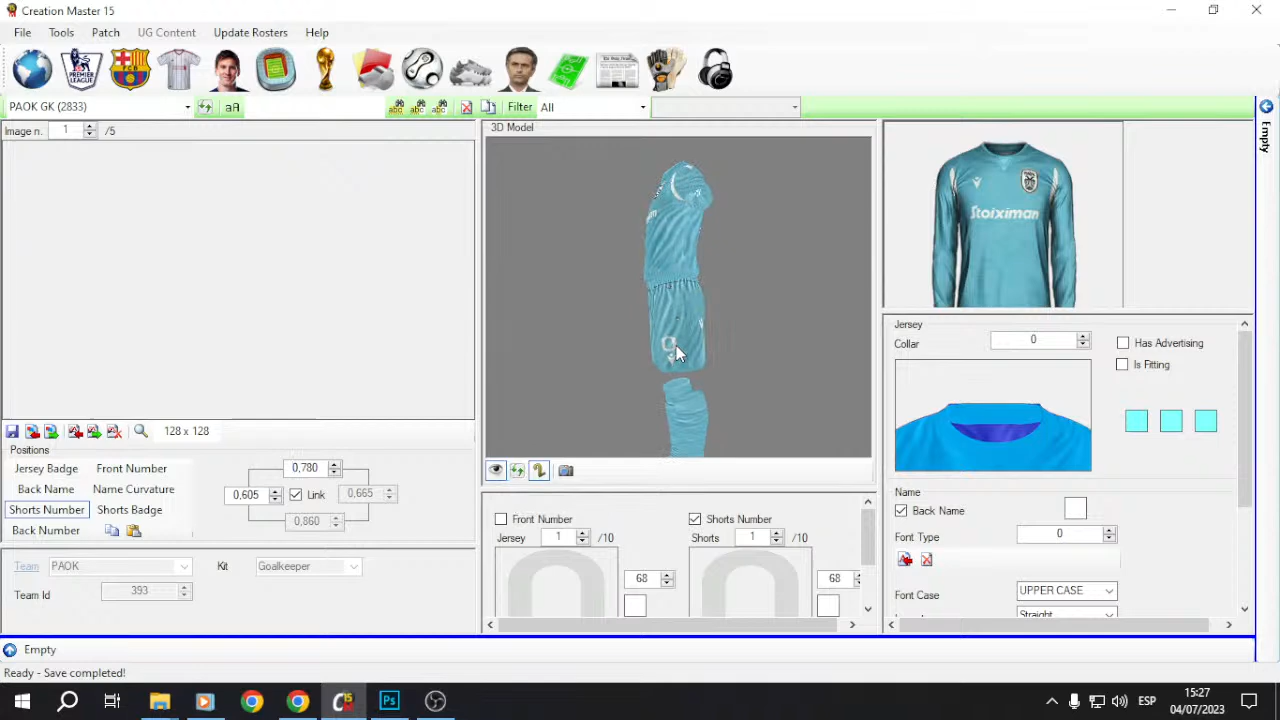 Creation Master 15
File Tools Patch UG Content Update Rosters Help
PAOK GK (2833) aA Filter All
Image n. 1 /5
3D Model
Stoiximan
Empty
128 x 128
Positions
Jersey Badge Front Number
Back Name Name Curvature
Shorts Number Shorts Badge
Back Number
0,780
0,605 Link 0,665
0,860
Team PAOK Kit Goalkeeper
Team Id 393
Front Number Shorts Number
Jersey 1 /10 Shorts 1 /10
68 68
Jersey
Collar 0 Has Advertising
Is Fitting
Name
Back Name
Font Type 0
Font Case UPPER CASE
Straight
Empty
Ready - Save completed!
ESP 15:27
04/07/2023